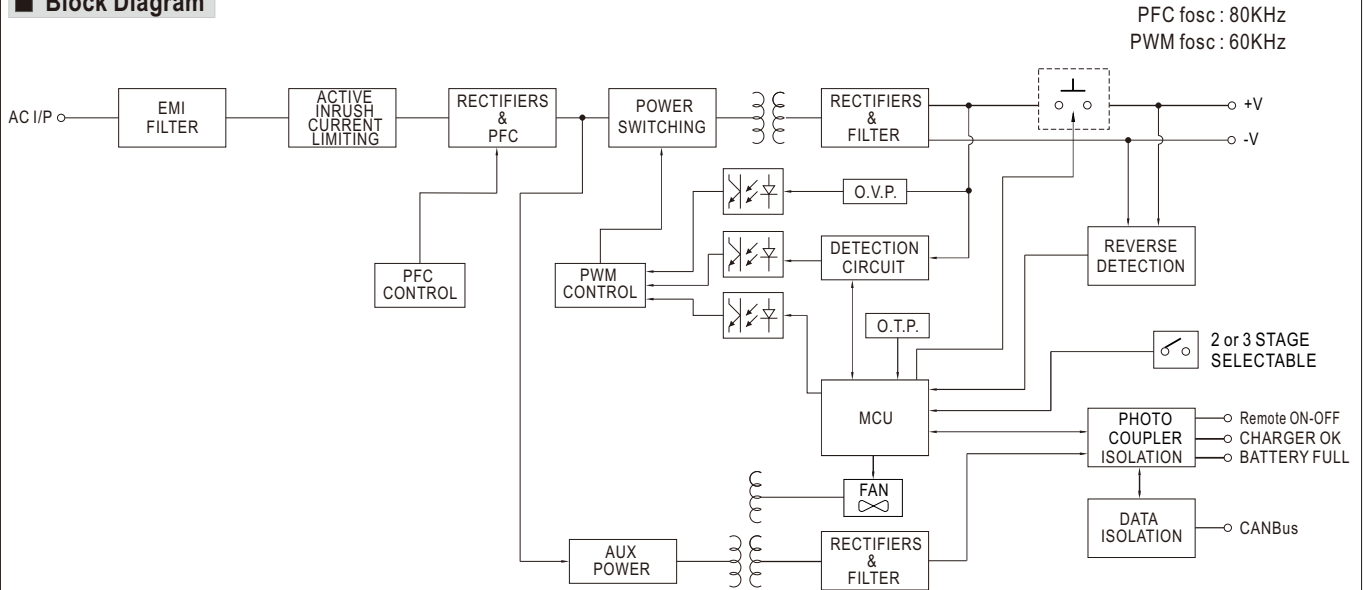 ■ Block Diagram
PFC fosc : 80KHz
PWM fosc : 60KHz
AC I/P
EMI
FILTER
ACTIVE
INRUSH
CURRENT
LIMITING
RECTIFIERS
&
PFC
POWER
SWITCHING
RECTIFIERS
&
FILTER
+V
-V
O.V.P.
PFC
CONTROL
PWM
CONTROL
DETECTION
CIRCUIT
REVERSE
DETECTION
O.T.P.
2 or 3 STAGE
SELECTABLE
MCU
PHOTO
COUPLER
ISOLATION
Remote ON-OFF
CHARGER OK
BATTERY FULL
FAN
DATA
ISOLATION
CANBus
AUX
POWER
RECTIFIERS
&
FILTER